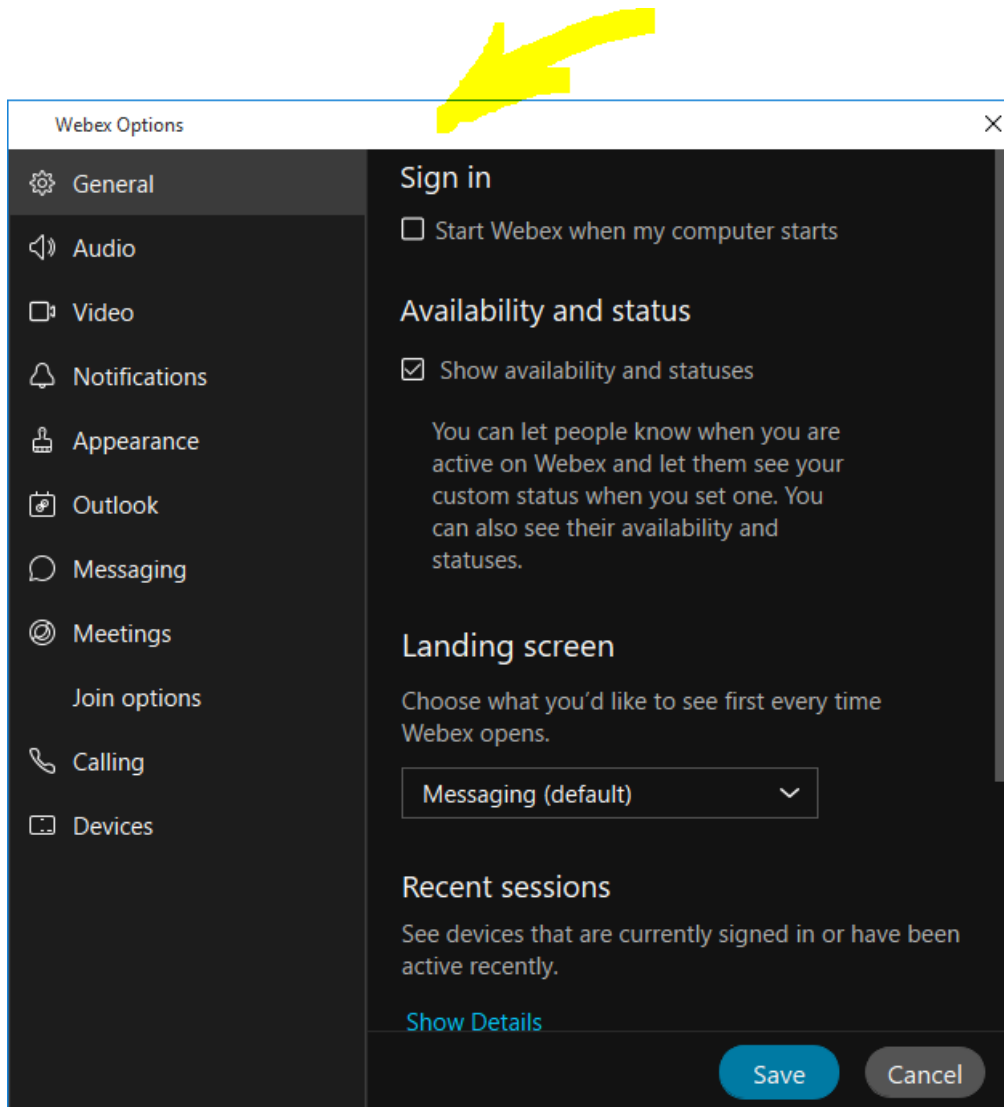 Webex Options
General
Audio
Video
Notifications
Appearance
Outlook
Messaging
Meetings
Join options
Calling
Devices
Sign in
Start Webex when my computer starts
Availability and status
Show availability and statuses
You can let people know when you are
active on Webex and let them see your
custom status when you set one. You
can also see their availability and
statuses.
Landing screen
Choose what you’d like to see first every time
Webex opens.
Messaging (default)
Recent sessions
See devices that are currently signed in or have been
active recently.
Show Details
Save
Cancel